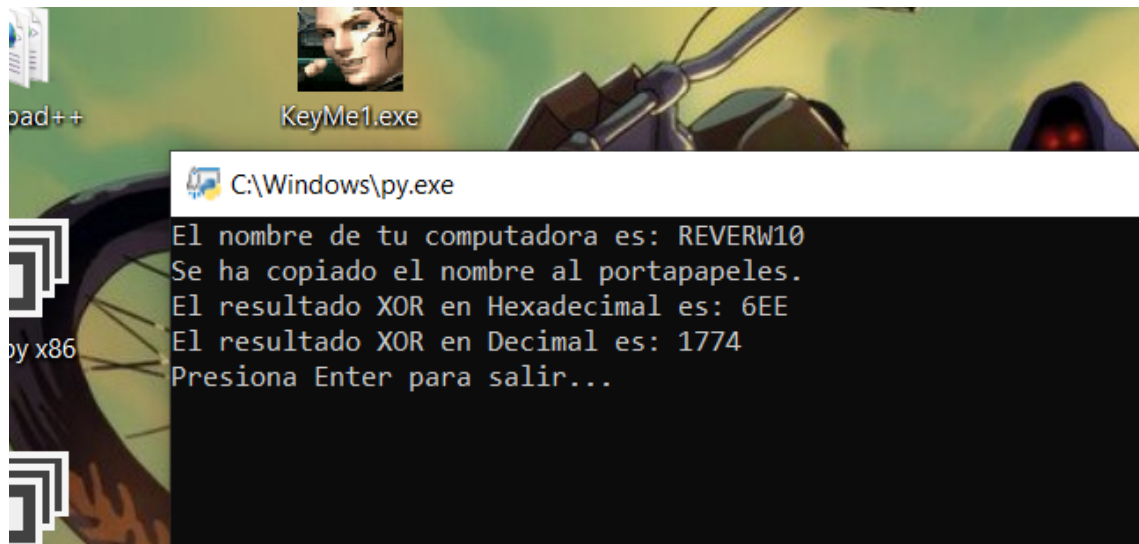 pad++
KeyMe1.exe
C:\Windows\py.exe
El nombre de tu computadora es: REVERW10
Se ha copiado el nombre al portapapeles.
El resultado XOR en Hexadecimal es: 6EE
El resultado XOR en Decimal es: 1774
py x86
Presiona Enter para salir...